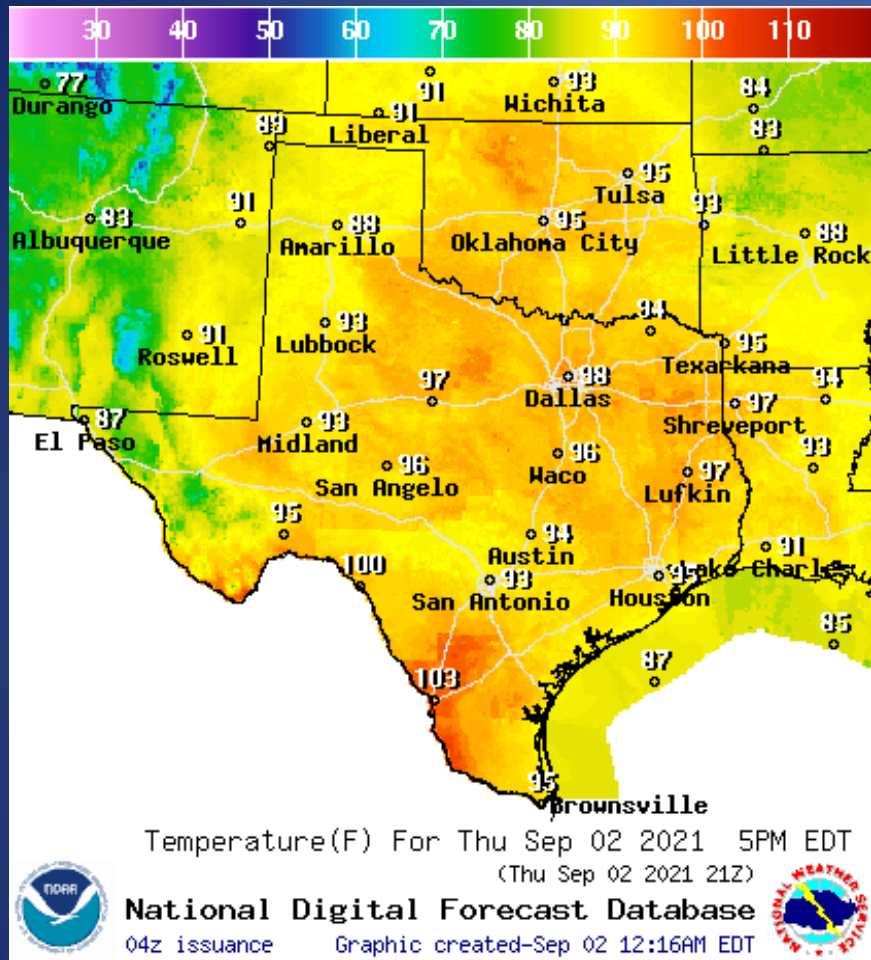 30 40 50 60 70 80 90 100 110
77
Durango
91
93
Wichita
84
91
Liberal
89
83
95
Tulsa
83
Albuquerque
91
88
Amarillo
95
Oklahoma City
93
88
Little Rock
91
Roswell
93
Lubbock
94
95
Texarkana
98
Dallas
97
97
Shreveport
94
87
El Paso
93
Midland
96
San Angelo
96
Waco
97
Lufkin
93
95
94
Austin
91
Lake Charles
100
93
San Antonio
95
Houston
85
87
103
95
Brownsville
Temperature(F) For Thu Sep 02 2021 5PM EDT
(Thu Sep 02 2021 21Z)
NOAA
National Digital Forecast Database
04z issuance Graphic created-Sep 02 12:16AM EDT
NATIONAL WEATHER SERVICE